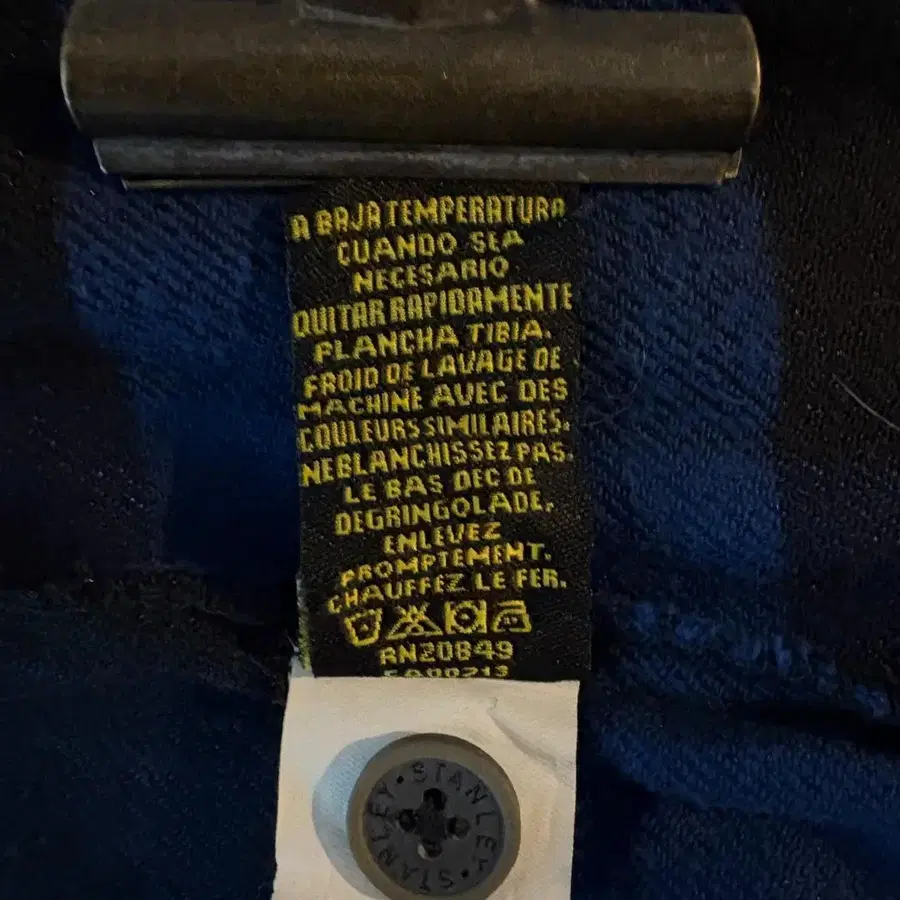 A BAJA TEMPERATURA
CUANDO SEA
NECESARIO
QUITAR RAPIDAMENTE
PLANCHA TIBIA.
FROID DE LAVAGE DE
MACHINE AVEC DES
COULEURS SIMILAIRES.
NE BLANCHISSEZ PAS.
LE BAS DEC DE
DEGRINGOLADE.
ENLEVEZ
PROMPTEMENT.
CHAUFFEZ LE FER.
RN20849
STANLEY • STANLEY •